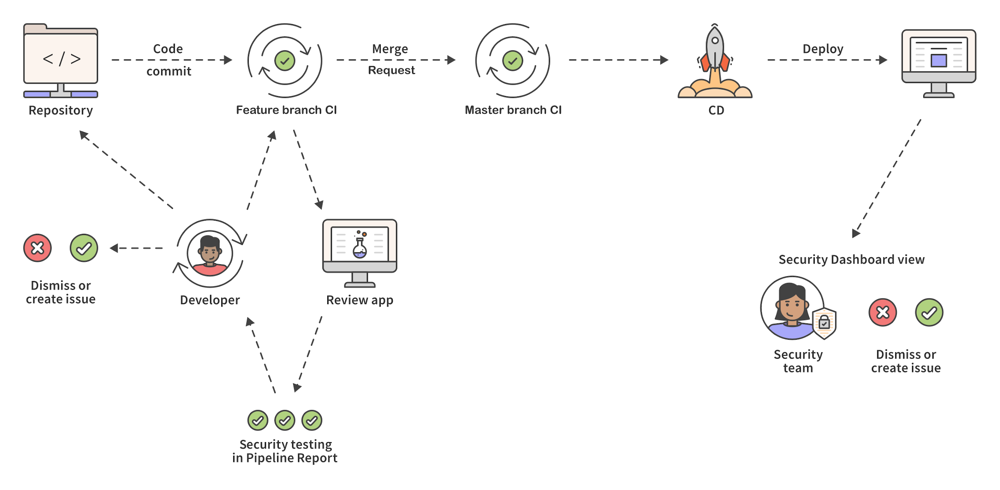 </>
Repository
Code
commit
Feature branch CI
Merge
Request
Master branch CI
CD
Deploy
Dismiss or
create issue
Developer
Review app
Security testing
in Pipeline Report
Security Dashboard view
Security
team
Dismiss or
create issue